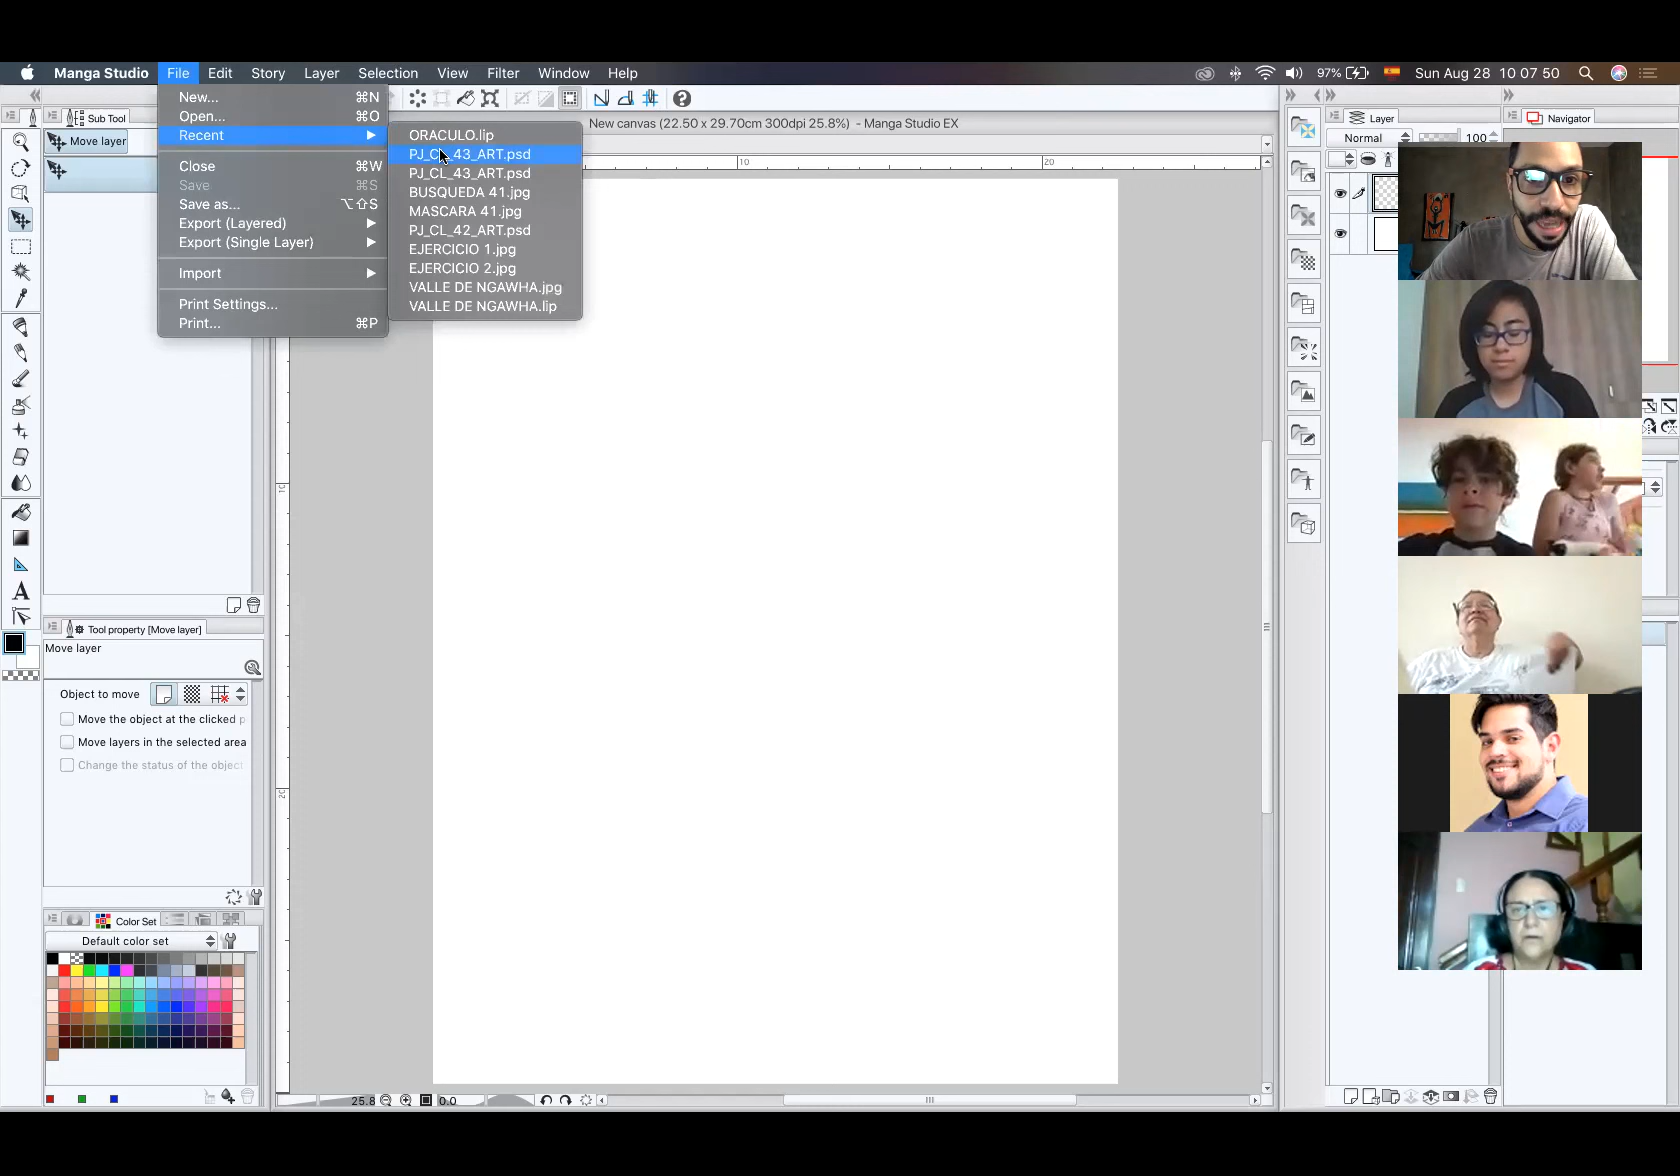 Manga Studio File Edit Story Layer Selection View Filter Window Help 97% Sun Aug 28 10 07 50
New... ⌘N
Open... ⌘O
Recent
Close ⌘W
Save ⌘S
Save as... ⌥⇧S
Export (Layered)
Export (Single Layer)
Import
Print Settings...
Print... ⌘P
ORACULO.lip
PJ_CL_43_ART.psd
PJ_CL_43_ART.psd
BUSQUEDA 41.jpg
MASCARA 41.jpg
PJ_CL_42_ART.psd
EJERCICIO 1.jpg
EJERCICIO 2.jpg
VALLE DE NGAWHA.jpg
VALLE DE NGAWHA.lip
New canvas (22.50 x 29.70cm 300dpi 25.8%) - Manga Studio EX
10 20
10
20
Sub Tool
Move layer
A
Tool property [Move layer]
Move layer
Object to move
Move the object at the clicked p
Move layers in the selected area
Change the status of the object
Color Set
Default color set
25.8 0.0
Layer
Normal 100
Navigator